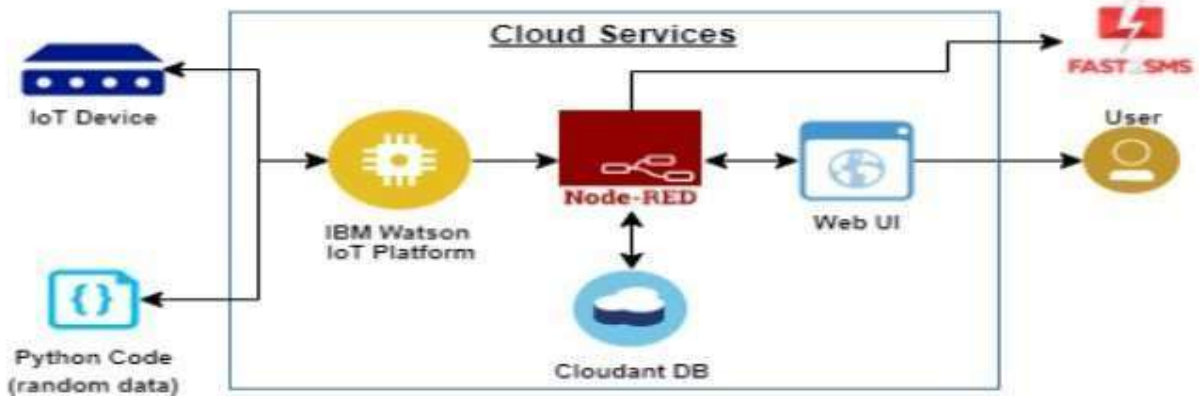 Cloud Services
FAST2SMS
IoT Device
User
Node-RED
Web UI
IBM Watson
IoT Platform
Python Code
(random data)
Cloudant DB